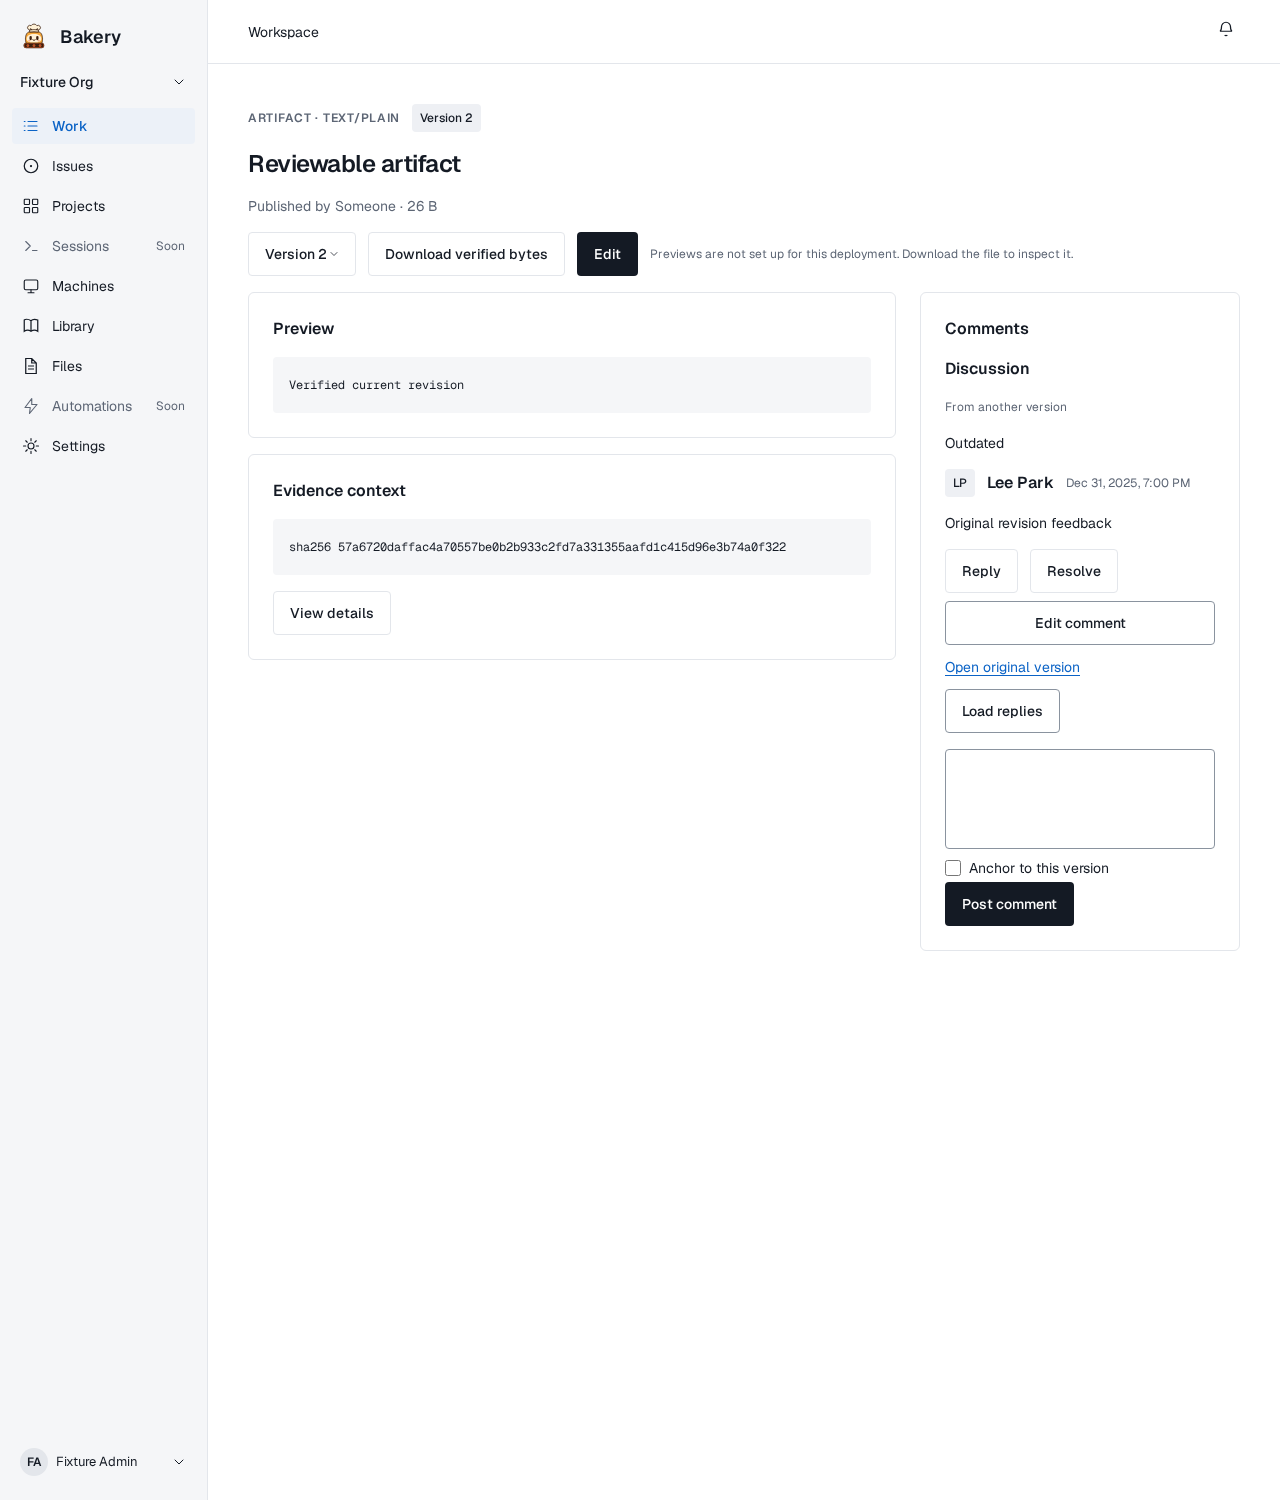 Bakery
Fixture Org
Work
Issues
Projects
Sessions Soon
Machines
Library
Files
Automations Soon
Settings
FA Fixture Admin
Workspace
ARTIFACT · TEXT/PLAIN Version 2
Reviewable artifact
Published by Someone · 26 B
Version 2 Download verified bytes Edit Previews are not set up for this deployment. Download the file to inspect it.
Preview
Verified current revision
Evidence context
sha256 57a6720daffac4a70557be0b2b933c2fd7a331355aafd1c415d96e3b74a0f322
View details
Comments
Discussion
From another version
Outdated
LP Lee Park Dec 31, 2025, 7:00 PM
Original revision feedback
Reply Resolve
Edit comment
Open original version
Load replies
Anchor to this version
Post comment